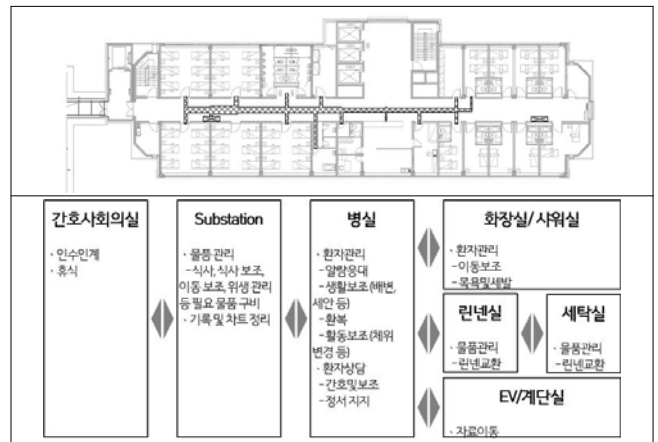 간호사회의실
· 인수인계
· 휴식
Substation
· 물품 관리
-식사, 식사 보조,
이동 보조, 위생 관리
등 필요 물품 구비
· 기록 및 차트 정리
병실
· 환자관리
-알람응대
-생활보조(배변,
세안 등)
-환복
-활동보조(체위
변경 등)
· 환자상담
-간호및보조
-정서 지지
화장실/샤워실
· 환자관리
-이동보조
-목욕및세발
린넨실
· 물품관리
-린넨교환
세탁실
· 물품관리
-린넨교환
EV/계단실
· 자료이동